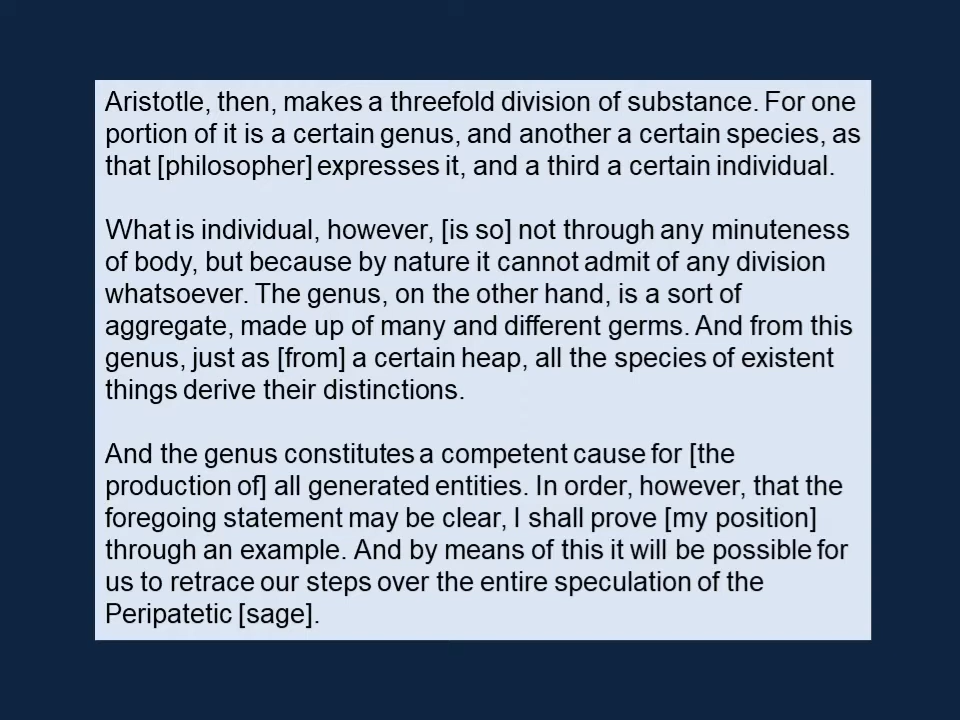 Aristotle, then, makes a threefold division of substance. For one
portion of it is a certain genus, and another a certain species, as
that [philosopher] expresses it, and a third a certain individual.
What is individual, however, [is so] not through any minuteness
of body, but because by nature it cannot admit of any division
whatsoever. The genus, on the other hand, is a sort of
aggregate, made up of many and different germs. And from this
genus, just as [from] a certain heap, all the species of existent
things derive their distinctions.
And the genus constitutes a competent cause for [the
production of] all generated entities. In order, however, that the
foregoing statement may be clear, I shall prove [my position]
through an example. And by means of this it will be possible for
us to retrace our steps over the entire speculation of the
Peripatetic [sage].